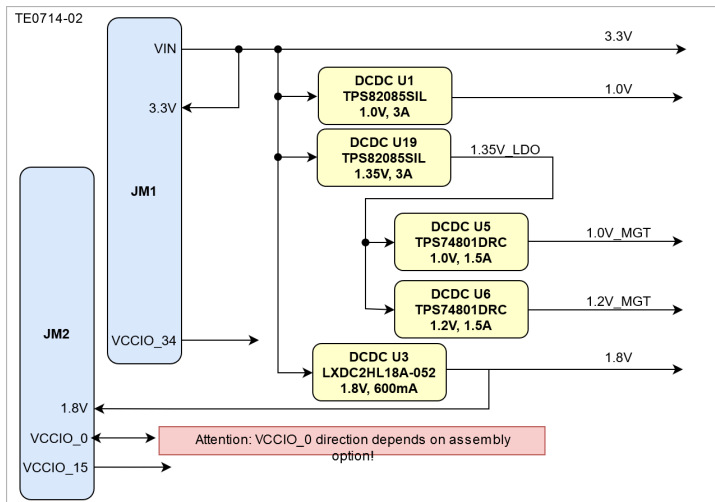 TE0714-02
VIN
3.3V
3.3V
JM1
DCDC U1
TPS82085SIL
1.0V, 3A
1.0V
DCDC U19
TPS82085SIL
1.35V, 3A
1.35V_LDO
DCDC U5
TPS74801DRC
1.0V, 1.5A
1.0V_MGT
DCDC U6
TPS74801DRC
1.2V, 1.5A
1.2V_MGT
JM2
VCCIO_34
DCDC U3
LXDC2HL18A-052
1.8V, 600mA
1.8V
1.8V
VCCIO_0
Attention: VCCIO_0 direction depends on assembly
option!
VCCIO_15